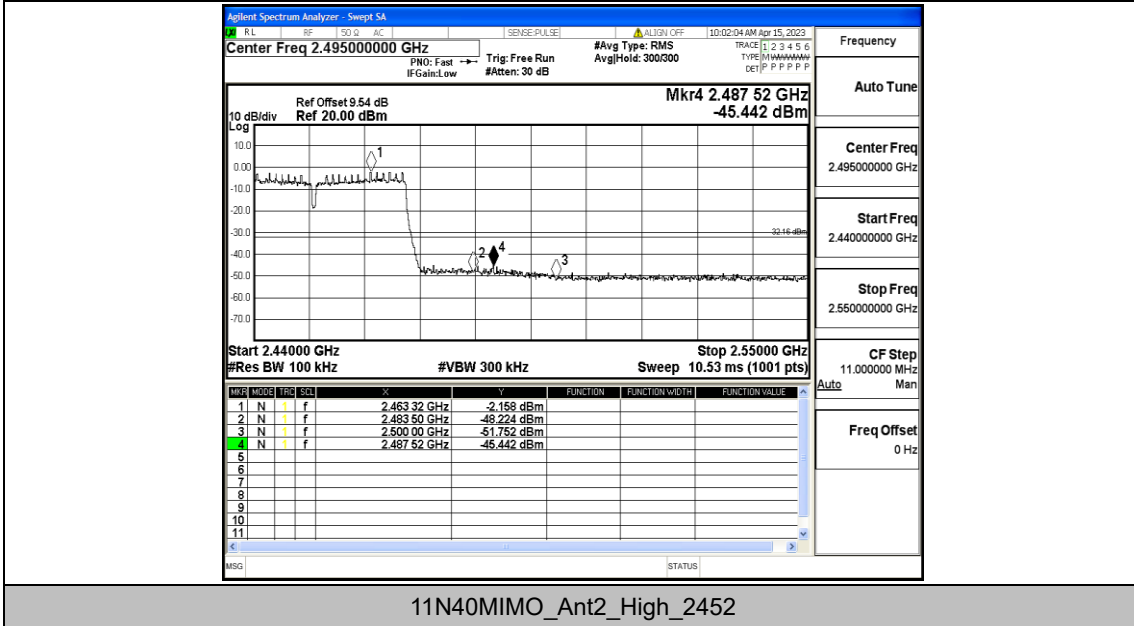 Agilent Spectrum Analyzer - Swept SA
RL RF 50 Ω AC SENSE:PULSE ALIGN OFF 10:02:04 AM Apr 15, 2023
Center Freq 2.495000000 GHz
PNO: Fast
IFGain:Low
Trig: Free Run
#Atten: 30 dB
#Avg Type: RMS
Avg|Hold: 300/300
TRACE 1 2 3 4 5 6
TYPE M WWWWW
DET P P P P P P
Frequency
Auto Tune
Center Freq
2.495000000 GHz
Start Freq
2.440000000 GHz
Stop Freq
2.550000000 GHz
CF Step
11.000000 MHz
Auto Man
Freq Offset
0 Hz
Mkr4 2.487 52 GHz
-45.442 dBm
Ref Offset 9.54 dB
10 dB/div Ref 20.00 dBm
Log
10.0
0.00
-10.0
-20.0
-30.0
-40.0
-50.0
-60.0
-70.0
1
2
4
3
32.16 dBm
Start 2.44000 GHz Stop 2.55000 GHz
#Res BW 100 kHz #VBW 300 kHz Sweep 10.53 ms (1001 pts)
MKR MODE TRC SCL X Y FUNCTION FUNCTION WIDTH FUNCTION VALUE
1 N 1 f 2.463 32 GHz -2.158 dBm
2 N 1 f 2.483 50 GHz -48.224 dBm
3 N 1 f 2.500 00 GHz -51.752 dBm
4 N 1 f 2.487 52 GHz -45.442 dBm
5
6
7
8
9
10
11
MSG STATUS
11N40MIMO_Ant2_High_2452